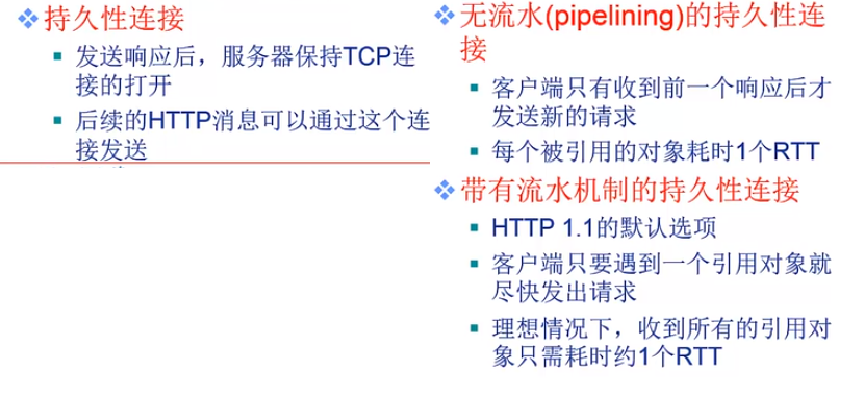 持久性连接
发送响应后，服务器保持TCP连
接的打开
后续的HTTP消息可以通过这个连
接发送
无流水(pipelining)的持久性连
接
客户端只有收到前一个响应后才
发送新的请求
每个被引用的对象耗时1个RTT
带有流水机制的持久性连接
HTTP 1.1的默认选项
客户端只要遇到一个引用对象就
尽快发出请求
理想情况下，收到所有的引用对
象只需耗时约1个RTT